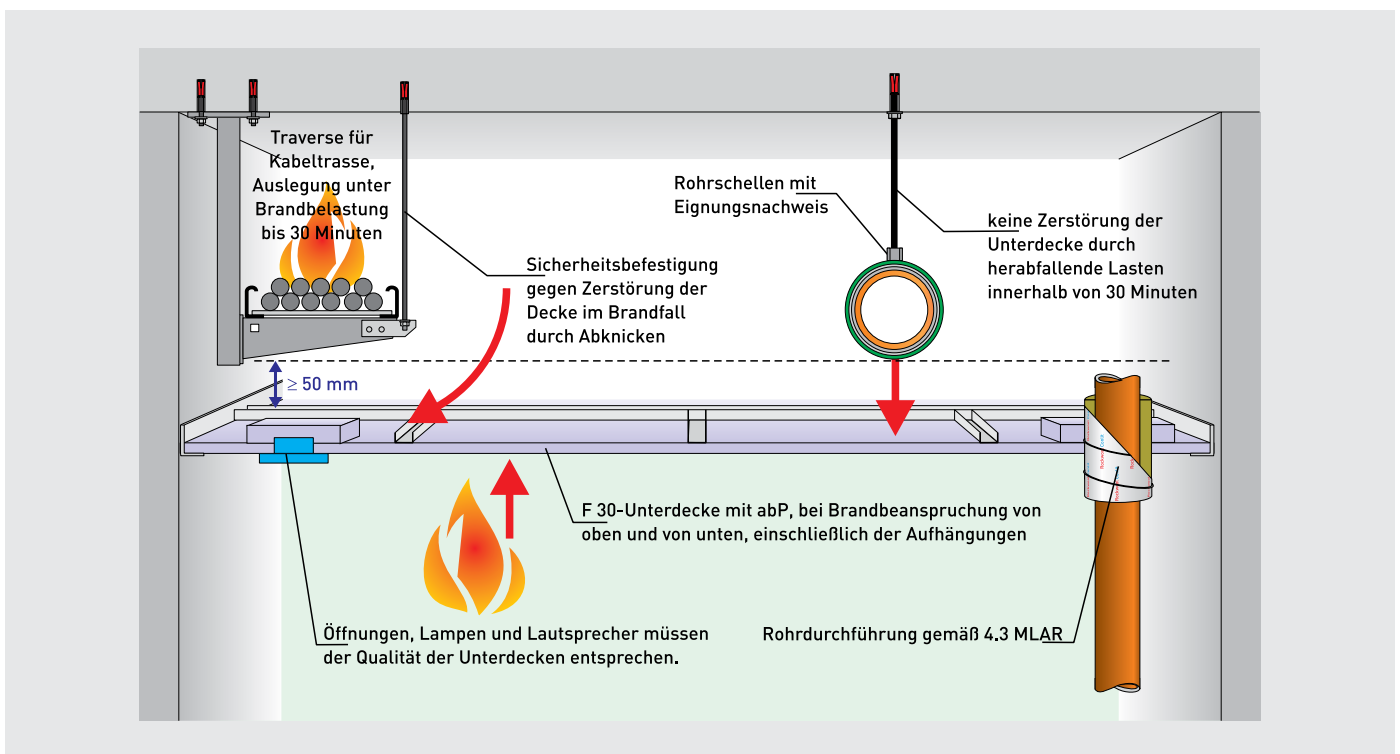 Traverse für
Kabeltrasse,
Auslegung unter
Brandbelastung
bis 30 Minuten
Rohrschellen mit
Eignungsnachweis
keine Zerstörung der
Unterdecke durch
herabfallende Lasten
innerhalb von 30 Minuten
Sicherheitsbefestigung
gegen Zerstörung der
Decke im Brandfall
durch Abknicken
≥ 50 mm
F 30-Unterdecke mit abP, bei Brandbeanspruchung von
oben und von unten, einschließlich der Aufhängungen
Öffnungen, Lampen und Lautsprecher müssen
der Qualität der Unterdecken entsprechen.
Rohrdurchführung gemäß 4.3 MLAR